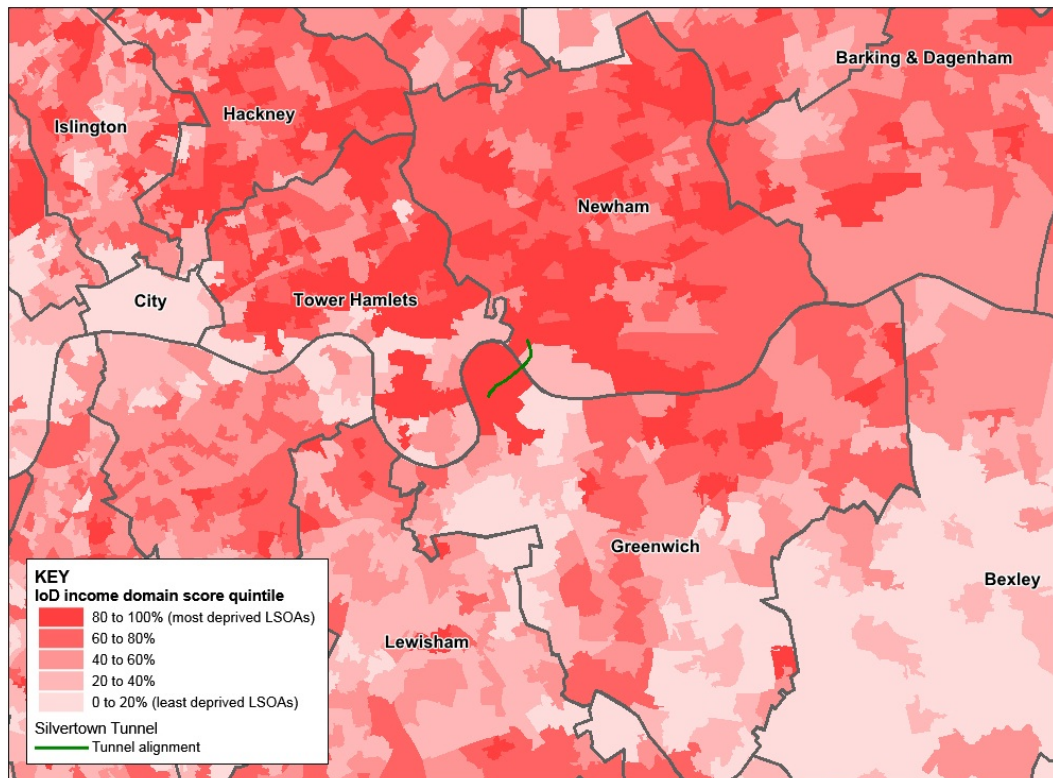 Barking & Dagenham
Hackney
Islington
Newham
City
Tower Hamlets
Greenwich
Bexley
Lewisham
KEY
IoD income domain score quintile
80 to 100% (most deprived LSOAs)
60 to 80%
40 to 60%
20 to 40%
0 to 20% (least deprived LSOAs)
Silvertown Tunnel
Tunnel alignment